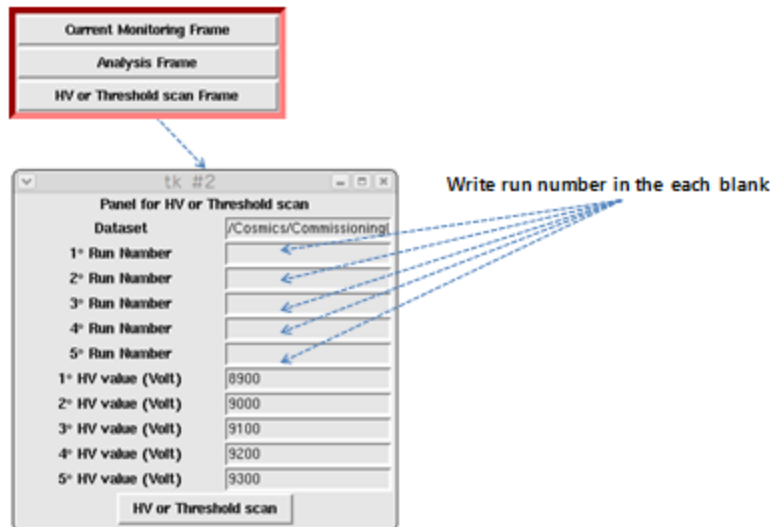 Current Monitoring Frame
Analysis Frame
HV or Threshold scan Frame
tk #2
Write run number in the each blank
Panel for HV or Threshold scan
Dataset /Cosmics/Commissioning(
1° Run Number
2° Run Number
3° Run Number
4° Run Number
5° Run Number
1° HV value (Volt) 8900
2° HV value (Volt) 9000
3° HV value (Volt) 9100
4° HV value (Volt) 9200
5° HV value (Volt) 9300
HV or Threshold scan